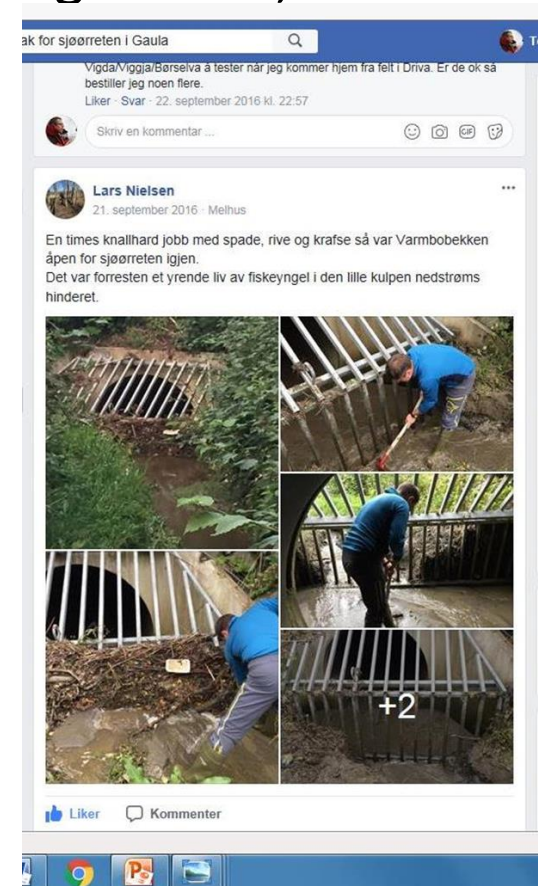 ak for sjøørreten i Gaula
Vigda/Viggja/Børselva å tester når jeg kommer hjem fra felt i Driva. Er de ok så
bestiller jeg noen flere.
Liker · Svar · 22. september 2016 kl. 22:57
Skriv en kommentar ...
GIF
Lars Nielsen
21. september 2016 · Melhus
En times knallhard jobb med spade, rive og krafse så var Varmbobekken
åpen for sjøørreten igjen.
Det var forresten et yrende liv av fiskeyngel i den lille kulpen nedstrøms
hinderet.
+2
Liker
Kommenter